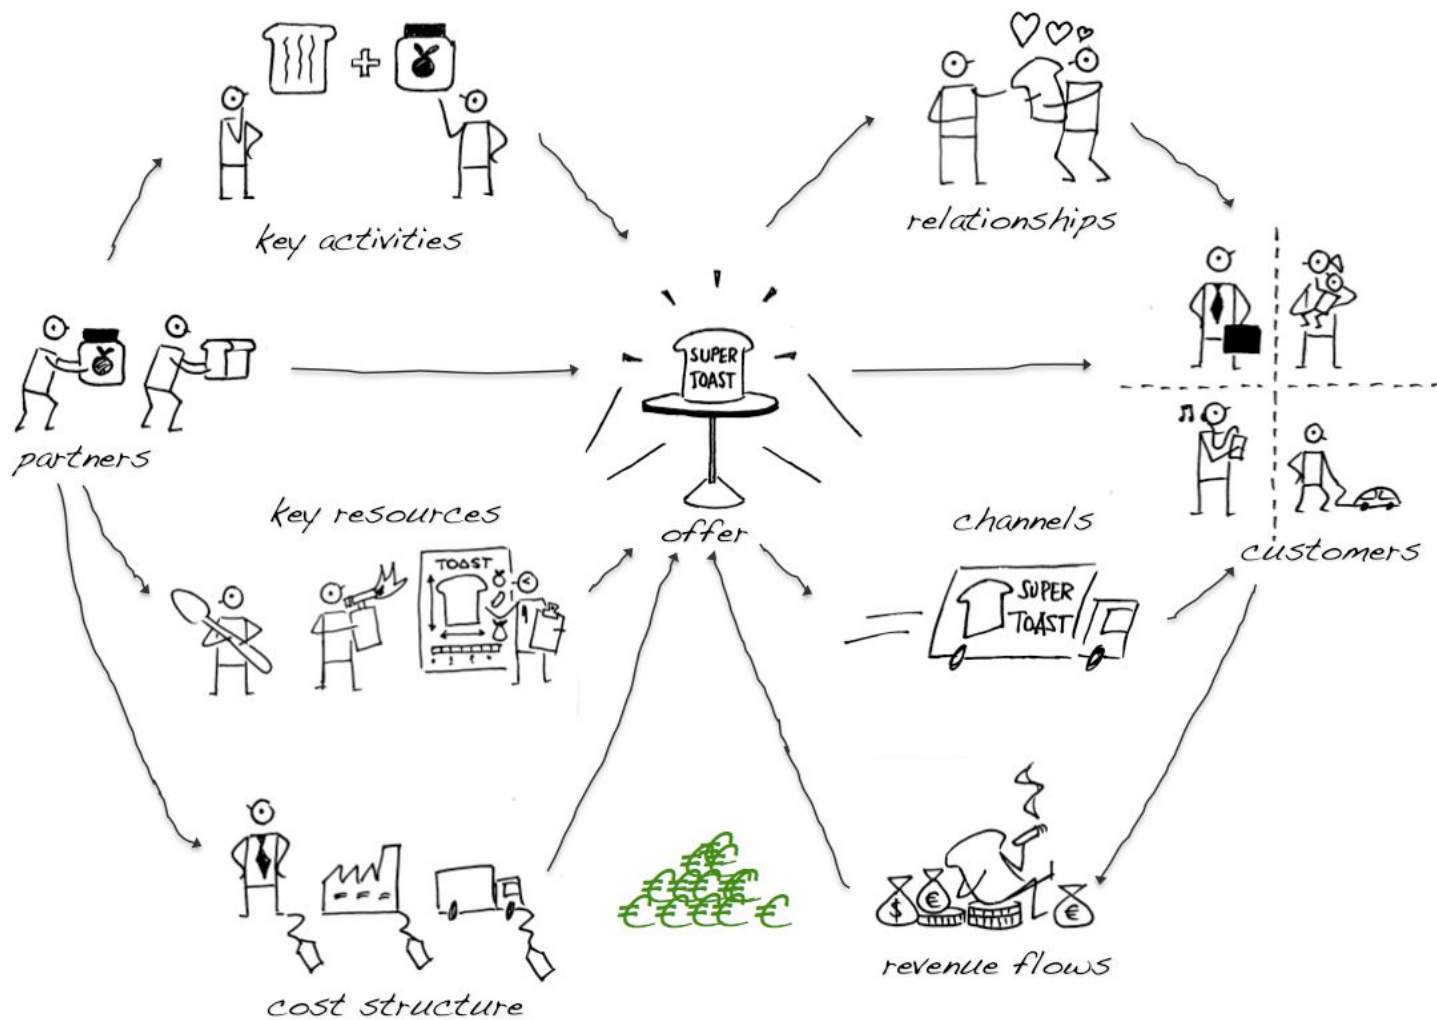 key activities
relationships
SUPER
TOAST
partners
key resources
offer
channels
customers
TOAST
SUPER
TOAST
€€
€€€€
€€€€ €
$
€
€
revenue flows
cost structure